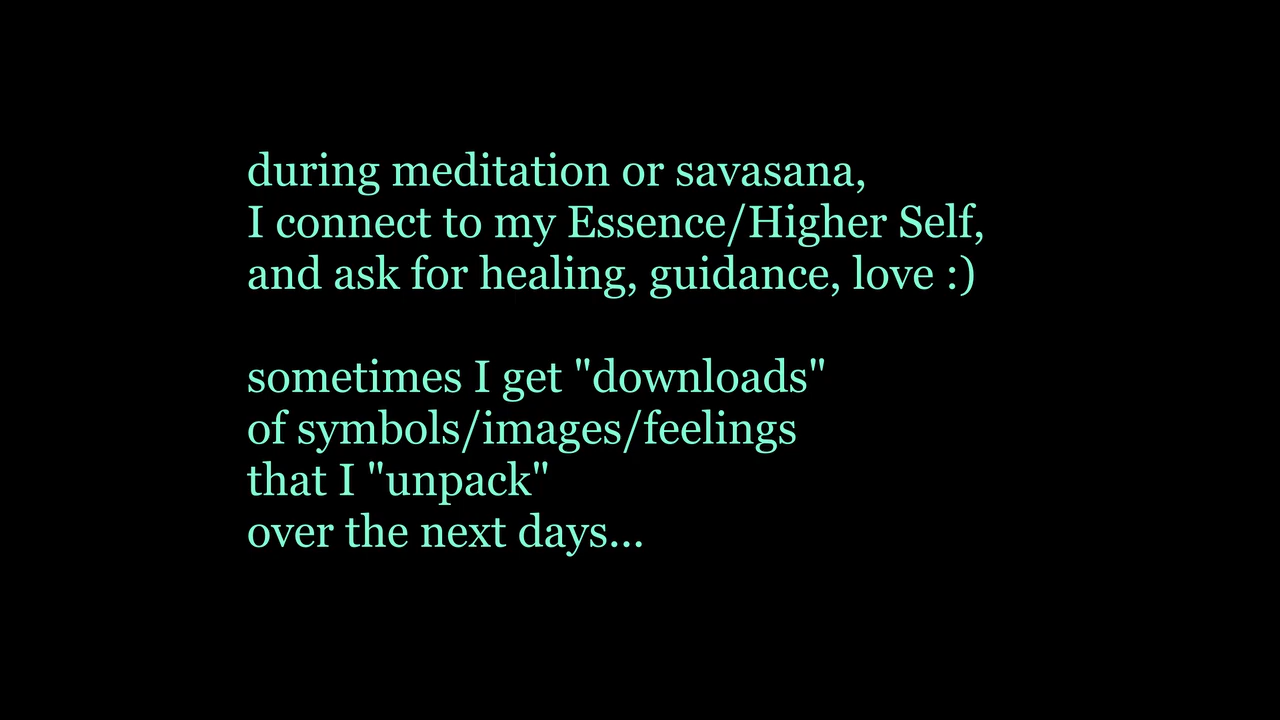 during meditation or savasana,
I connect to my Essence/Higher Self,
and ask for healing, guidance, love :)
sometimes I get "downloads"
of symbols/images/feelings
that I "unpack"
over the next days...